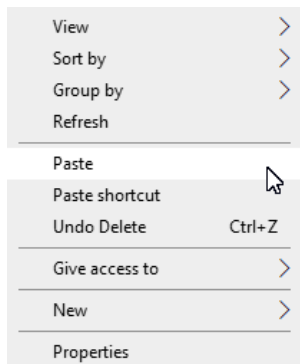 View
Sort by
Group by
Refresh
Paste
Paste shortcut
Undo Delete Ctrl+Z
Give access to
New
Properties